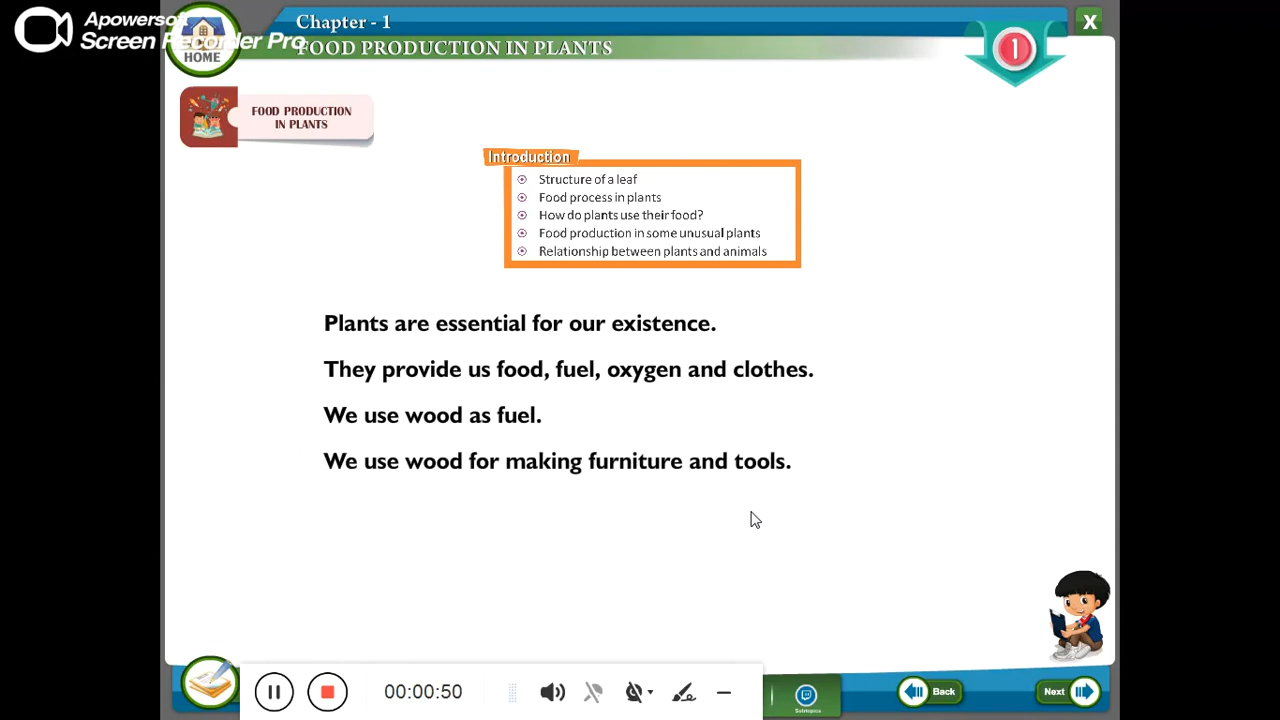 Apowersoft
Screen Recorder Pro
Chapter - 1
HOME
FOOD PRODUCTION IN PLANTS
1
X
FOOD PRODUCTION
IN PLANTS
Introduction
Structure of a leaf
Food process in plants
How do plants use their food?
Food production in some unusual plants
Relationship between plants and animals
Plants are essential for our existence.
They provide us food, fuel, oxygen and clothes.
We use wood as fuel.
We use wood for making furniture and tools.
00:00:50
Subtopics
Back
Next